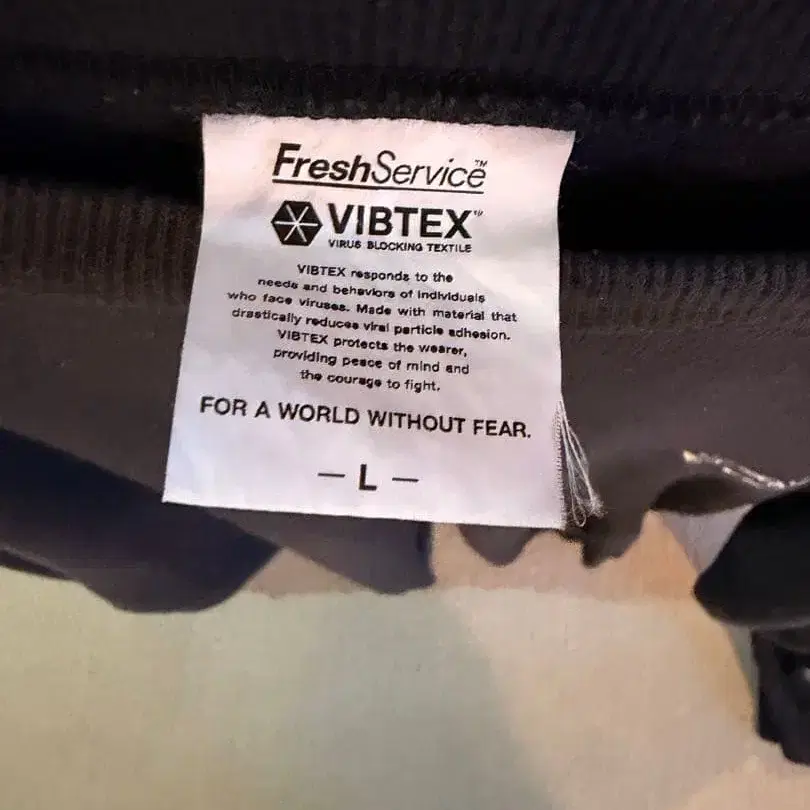 FreshService™
VIBTEX™
VIRUS BLOCKING TEXTILE
VIBTEX responds to the
needs and behaviors of individuals
who face viruses. Made with material that
drastically reduces viral particle adhesion.
VIBTEX protects the wearer,
providing peace of mind and
the courage to fight.
FOR A WORLD WITHOUT FEAR.
– L –